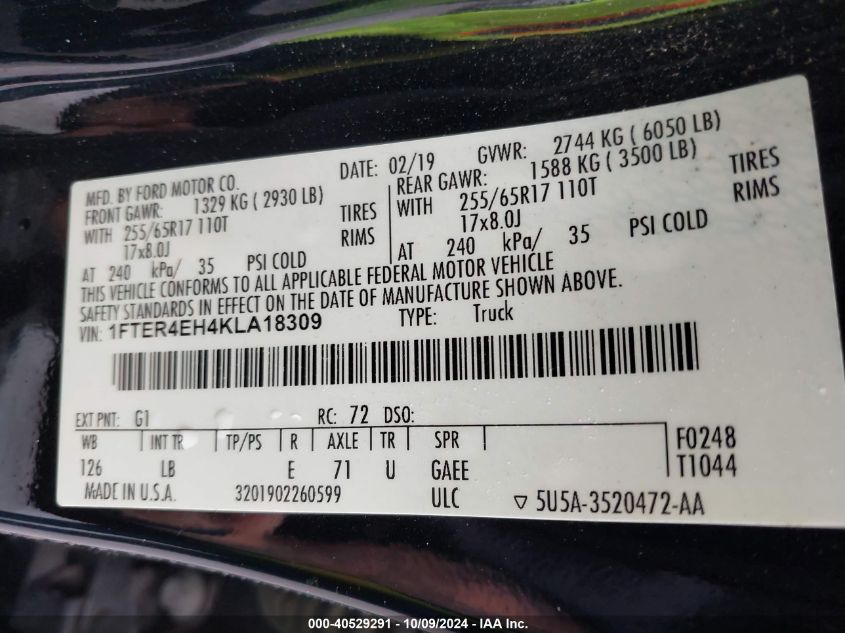 MFD. BY FORD MOTOR CO. DATE: 02/19 GVWR: 2744 KG ( 6050 LB)
FRONT GAWR: 1329 KG ( 2930 LB) REAR GAWR: 1588 KG ( 3500 LB)
WITH 255/65R17 110T TIRES WITH 255/65R17 110T TIRES
17x8.0J RIMS 17x8.0J RIMS
AT 240 kPa/ 35 PSI COLD AT 240 kPa/ 35 PSI COLD
THIS VEHICLE CONFORMS TO ALL APPLICABLE FEDERAL MOTOR VEHICLE
SAFETY STANDARDS IN EFFECT ON THE DATE OF MANUFACTURE SHOWN ABOVE.
VIN: 1FTER4EH4KLA18309 TYPE: Truck
EXT PNT: G1 RC: 72 DSO:
WB INT TR TP/PS R AXLE TR SPR F0248
126 LB E 71 U GAEE T1044
MADE IN U.S.A. 3201902260599 ULC ▽ 5U5A-3520472-AA
000-40529291 - 10/09/2024 - IAAI.com